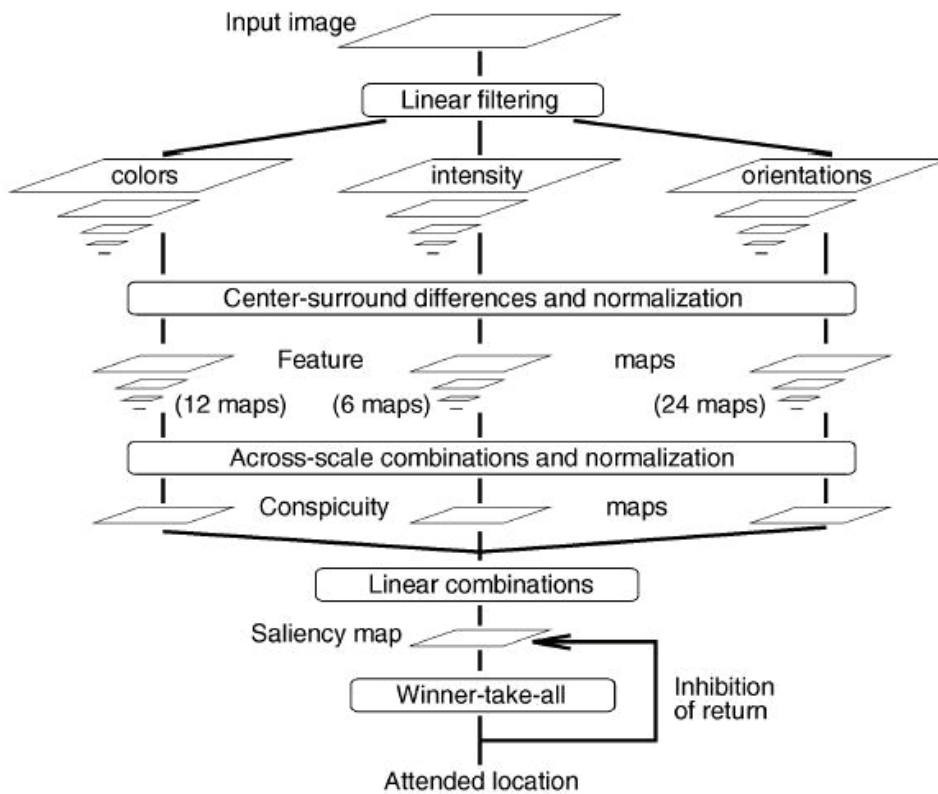 Input image
Linear filtering
colors
intensity
orientations
Center-surround differences and normalization
Feature
maps
(12 maps)
(6 maps)
(24 maps)
Across-scale combinations and normalization
Conspicuity
maps
Linear combinations
Saliency map
Winner-take-all
Inhibition
of return
Attended location